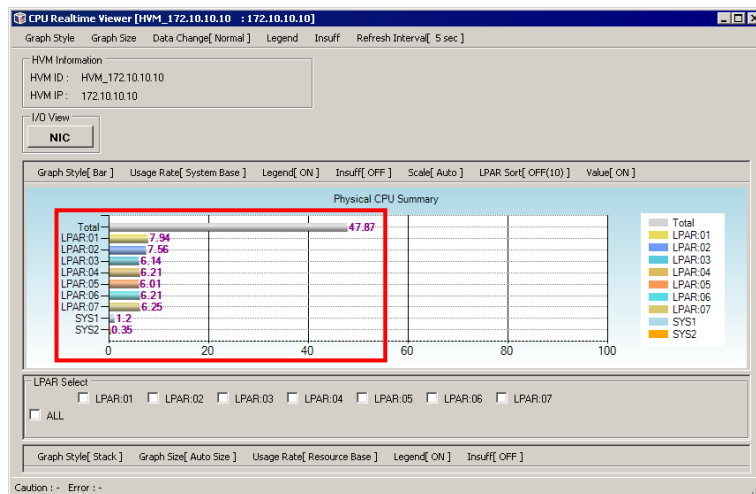 CPU Realtime Viewer [HVM_172.10.10.10 : 172.10.10.10]
Graph Style Graph Size Data Change[ Normal ] Legend Insuff Refresh Interval[ 5 sec ]
HVM Information
HVM ID : HVM_172.10.10.10
HVM IP : 172.10.10.10
I/O View
NIC
Graph Style[ Bar ] Usage Rate[ System Base ] Legend[ ON ] Insuff[ OFF ] Scale[ Auto ] LPAR Sort[ OFF(10) ] Value[ ON ]
Physical CPU Summary
Total 47.87
LPAR:01 7.94
LPAR:02 7.56
LPAR:03 6.14
LPAR:04 6.21
LPAR:05 6.01
LPAR:06 6.21
LPAR:07 6.25
SYS1 1.2
SYS2 0.35
0 20 40 60 80 100
Total
LPAR:01
LPAR:02
LPAR:03
LPAR:04
LPAR:05
LPAR:06
LPAR:07
SYS1
SYS2
LPAR Select
LPAR:01 LPAR:02 LPAR:03 LPAR:04 LPAR:05 LPAR:06 LPAR:07
ALL
Graph Style[ Stack ] Graph Size[ Auto Size ] Usage Rate[ Resource Base ] Legend[ ON ] Insuff[ OFF ]
Caution : - Error : -